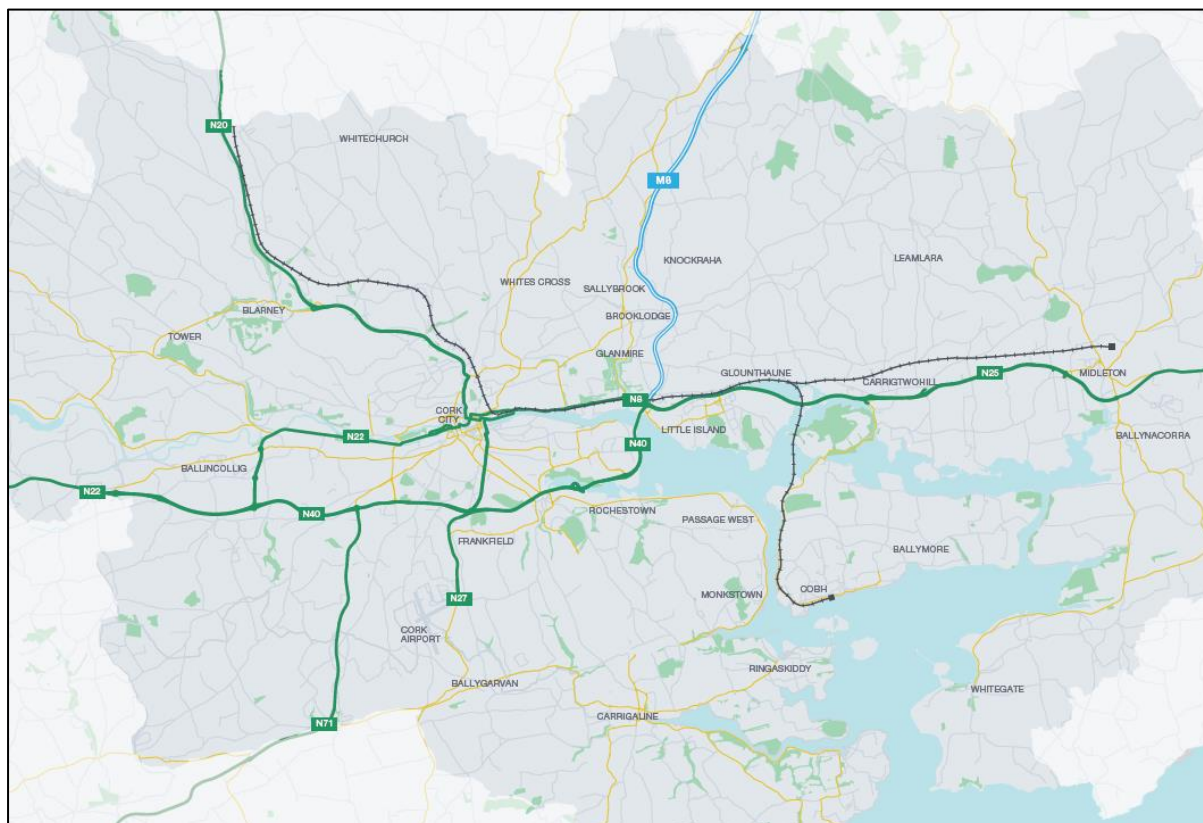 N20
WHITECHURCH
M8
KNOCKRAHA
LEAMLARA
WHITES CROSS
SALLYBROOK
BLARNEY
BROOKLODGE
TOWER
GLANMIRE
GLOUNTHAUNE
N25
MIDLETON
CARRIGTWOHILL
N8
CORK
CITY
LITTLE ISLAND
N22
N40
BALLYNACORRA
BALLINCOLLIG
N22
N40
ROCHESTOWN
PASSAGE WEST
FRANKFIELD
BALLYMORE
COBH
MONKSTOWN
N27
CORK
AIRPORT
RINGASKIDDY
BALLYGARVAN
WHITEGATE
CARRIGALINE
N71